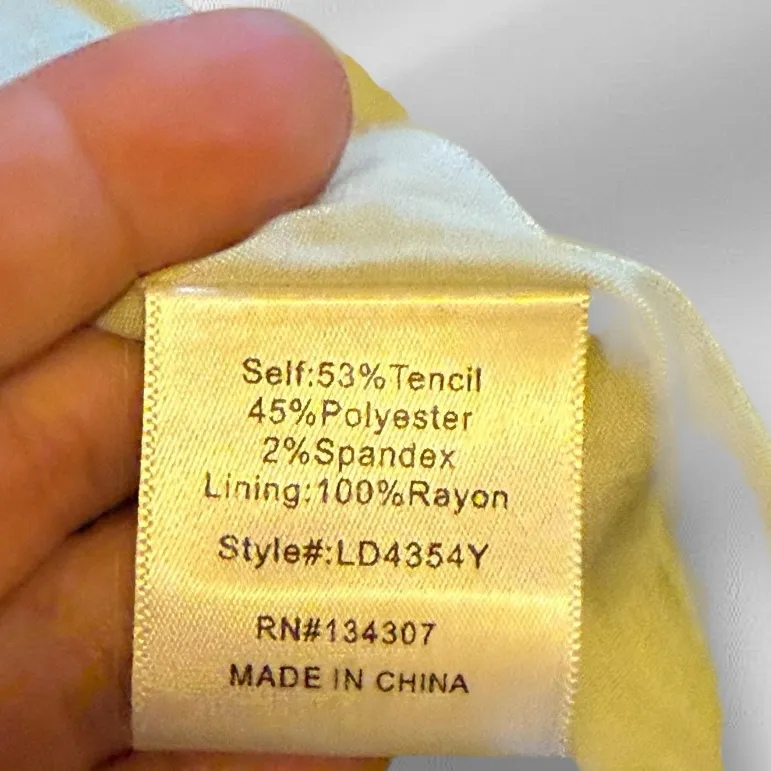 Self:53%Tencil
45%Polyester
2%Spandex
Lining:100%Rayon
Style#:LD4354Y
RN#134307
MADE IN CHINA